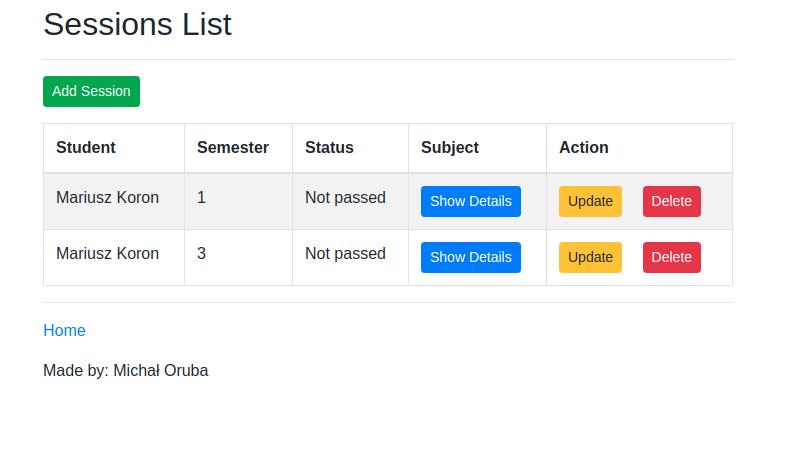 Sessions List
Add Session
Student Semester Status Subject Action
Mariusz Koron 1 Not passed Show Details Update Delete
Mariusz Koron 3 Not passed Show Details Update Delete
Home
Made by: Michał Oruba